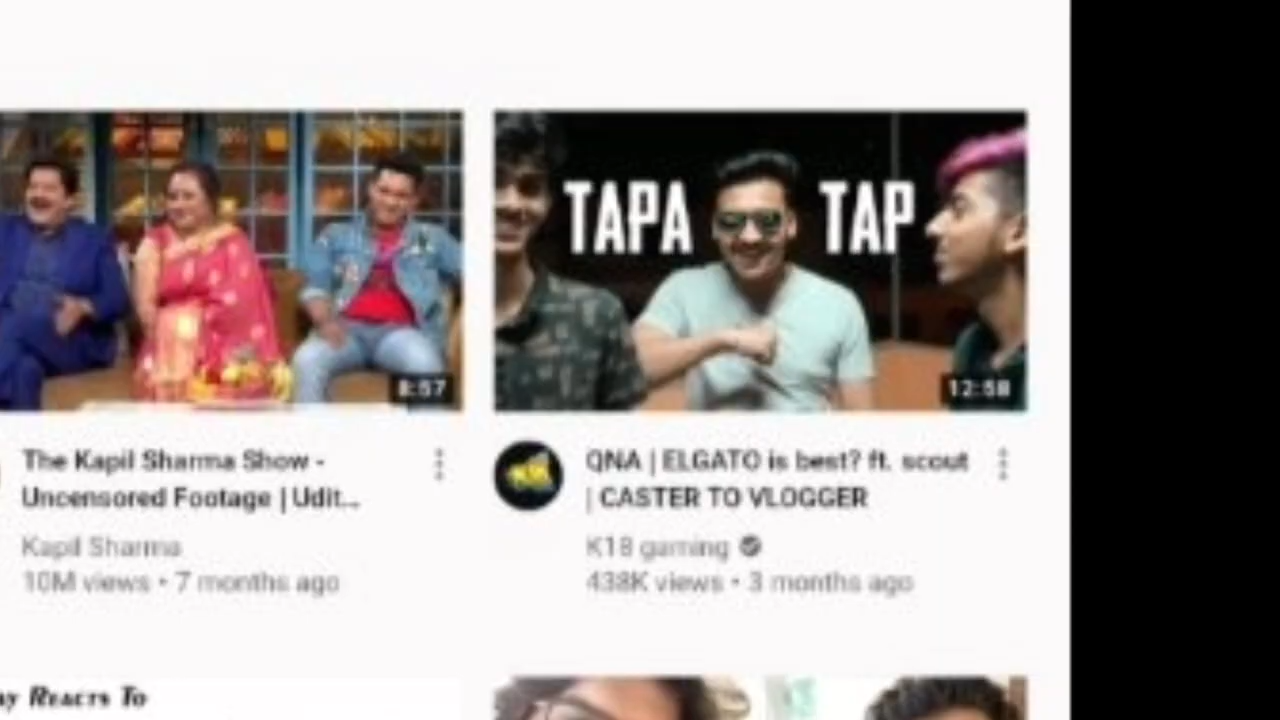 TAPA TAP
8:57
12:58
The Kapil Sharma Show -
Uncensored Footage | Udit...
Kapil Sharma
10M views • 7 months ago
QNA | ELGATO is best? ft. scout
| CASTER TO VLOGGER
K18 gaming
438K views • 3 months ago
Reacts To